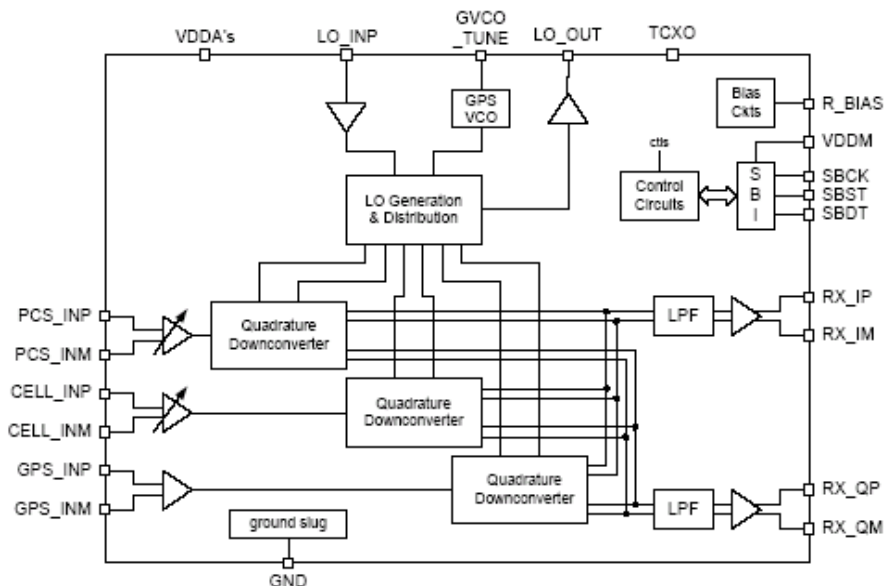 GVCO
VDDA's LO_INP _TUNE LO_OUT TCXO
GPS
VCO
Bias
Ckts
R_BIAS
VDDM
ctls
LO Generation
& Distribution
Control
Circuits
S
B
I
SBCK
SBST
SBDT
PCS_INP
PCS_INM
Quadrature
Downconverter
LPF
RX_IP
RX_IM
CELL_INP
CELL_INM
Quadrature
Downconverter
GPS_INP
GPS_INM
Quadrature
Downconverter
LPF
RX_QP
RX_QM
ground slug
GND